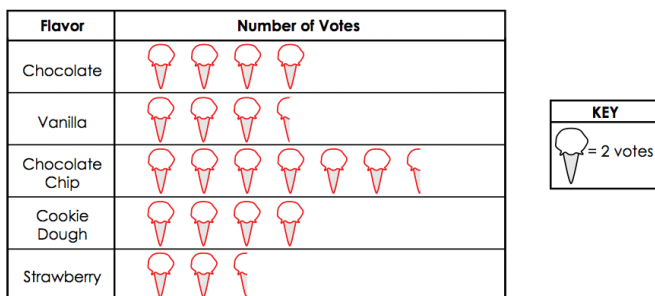 Flavor
Number of Votes
Chocolate
Vanilla
Chocolate
Chip
Cookie
Dough
Strawberry
KEY
= 2 votes